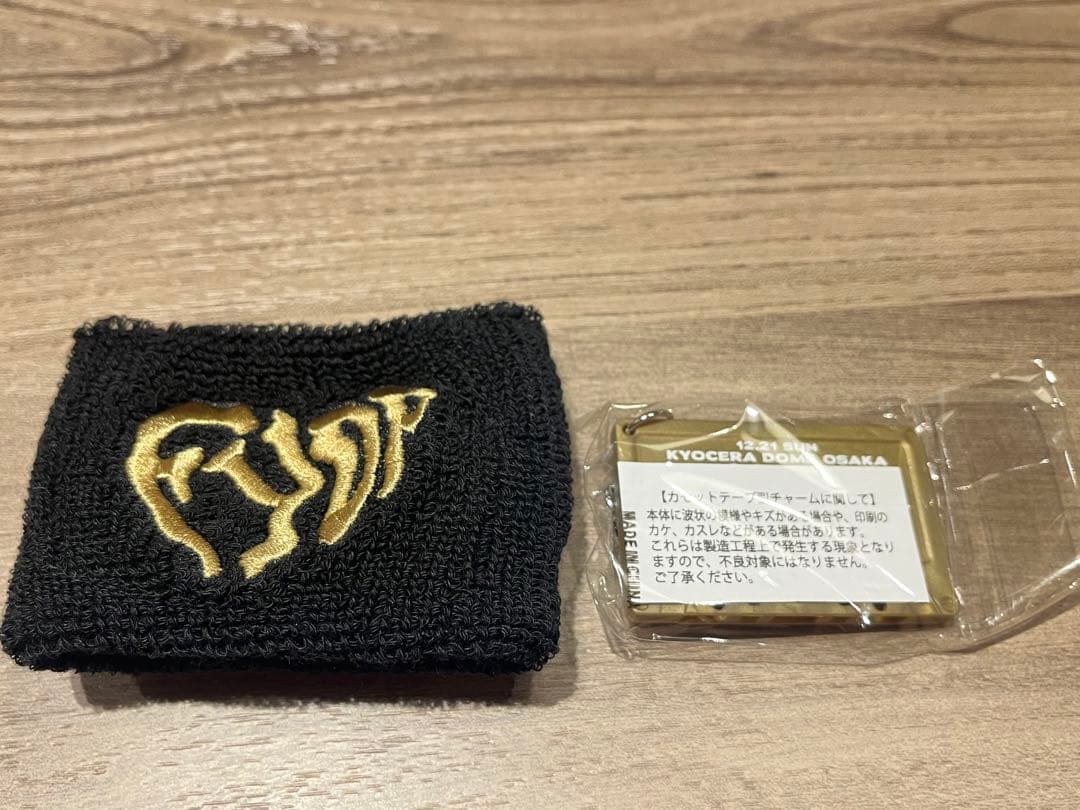 12.21 SUN
KYOCERA DOME OSAKA
【カセットテープ型チャームに関して】
本体に波状の模様やキズがある場合や、印刷の
カケ、カスレなどがある場合があります。
これらは製造工程上で発生する現象となり
ますので、不良対象にはなりません。
ご了承ください。
MADE IN CHINA